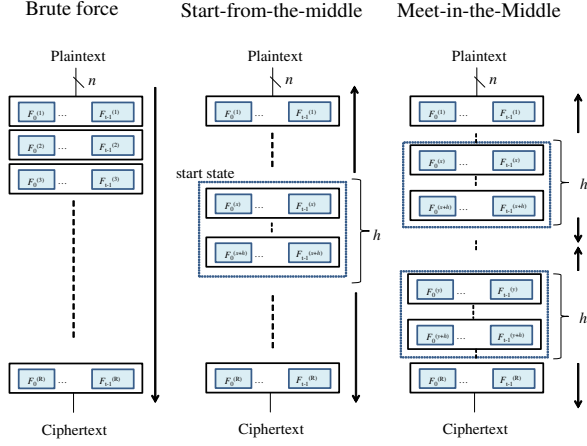 Brute force
Plaintext
n
F₀⁽¹⁾ ... Fₜ₋₁⁽¹⁾
F₀⁽²⁾ ... Fₜ₋₁⁽²⁾
F₀⁽³⁾ ... Fₜ₋₁⁽³⁾
F₀⁽ᴿ⁾ ... Fₜ₋₁⁽ᴿ⁾
Ciphertext
Start-from-the-middle
Plaintext
n
F₀⁽¹⁾ ... Fₜ₋₁⁽¹⁾
start state
F₀⁽ˣ⁾ ... Fₜ₋₁⁽ˣ⁾
F₀⁽ˣ⁺ʰ⁾ ... Fₜ₋₁⁽ˣ⁺ʰ⁾
h
F₀⁽ᴿ⁾ ... Fₜ₋₁⁽ᴿ⁾
Ciphertext
Meet-in-the-Middle
Plaintext
n
F₀⁽¹⁾ ... Fₜ₋₁⁽¹⁾
F₀⁽ˣ⁾ ... Fₜ₋₁⁽ˣ⁾
F₀⁽ˣ⁺ʰ⁾ ... Fₜ₋₁⁽ˣ⁺ʰ⁾
h
F₀⁽ʸ⁾ ... Fₜ₋₁⁽ʸ⁾
F₀⁽ʸ⁺ʰ⁾ ... Fₜ₋₁⁽ʸ⁺ʰ⁾
h
F₀⁽ᴿ⁾ ... Fₜ₋₁⁽ᴿ⁾
Ciphertext